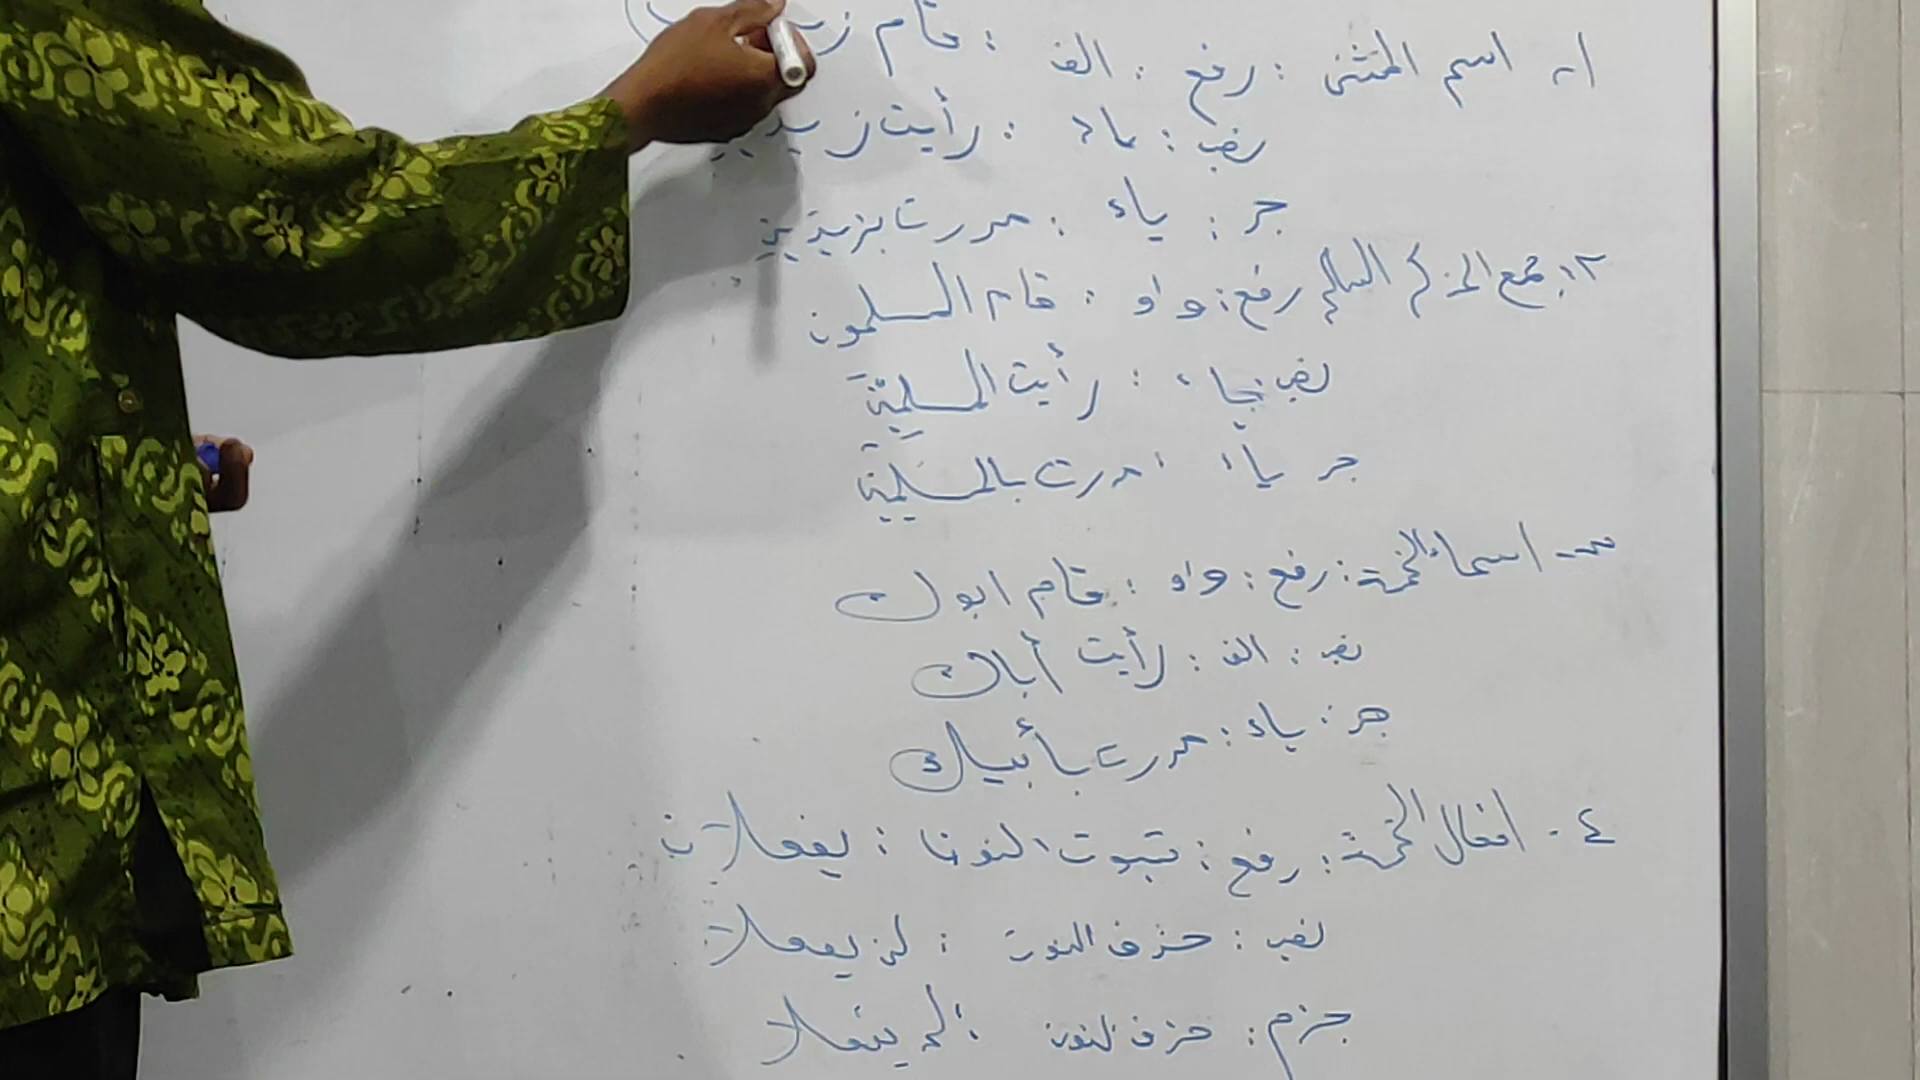 ١- اسم المثنى : رفع : الف : قام
نصب : ياء : رأيت زيدين
جر : ياء : مررت بزيدين
٢- جمع المذكر السالم رفع : واو : قام المسلمون
نصب ياء : رأيت المسلمين
جر ياء : مررت بالمسلمين
٣- اسماء الخمسة : رفع : واو : قام ابوك
نصب : الف : رأيت أباك
جر : ياء : مررت بأبيك
٤- افعال الخمسة : رفع : ثبوت النون : يفعلان
نصب : حذف النون : لن يفعلا
جزم : حذف النون : لم يفعلا